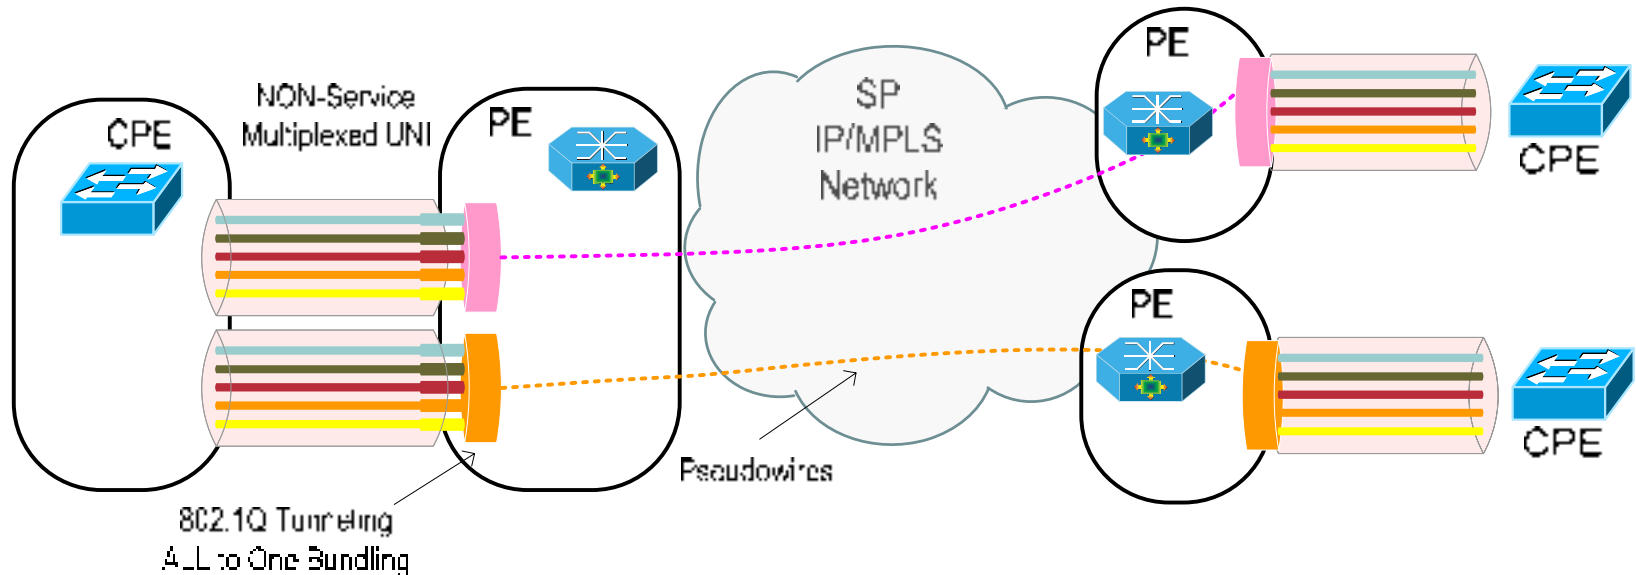 NON-Service
Multiplexed UNI
CPE
PE
SP
IP/MPLS
Network
PE
CPE
PE
CPE
Pseudowires
802.1Q Tunneling
ALL to One Bundling